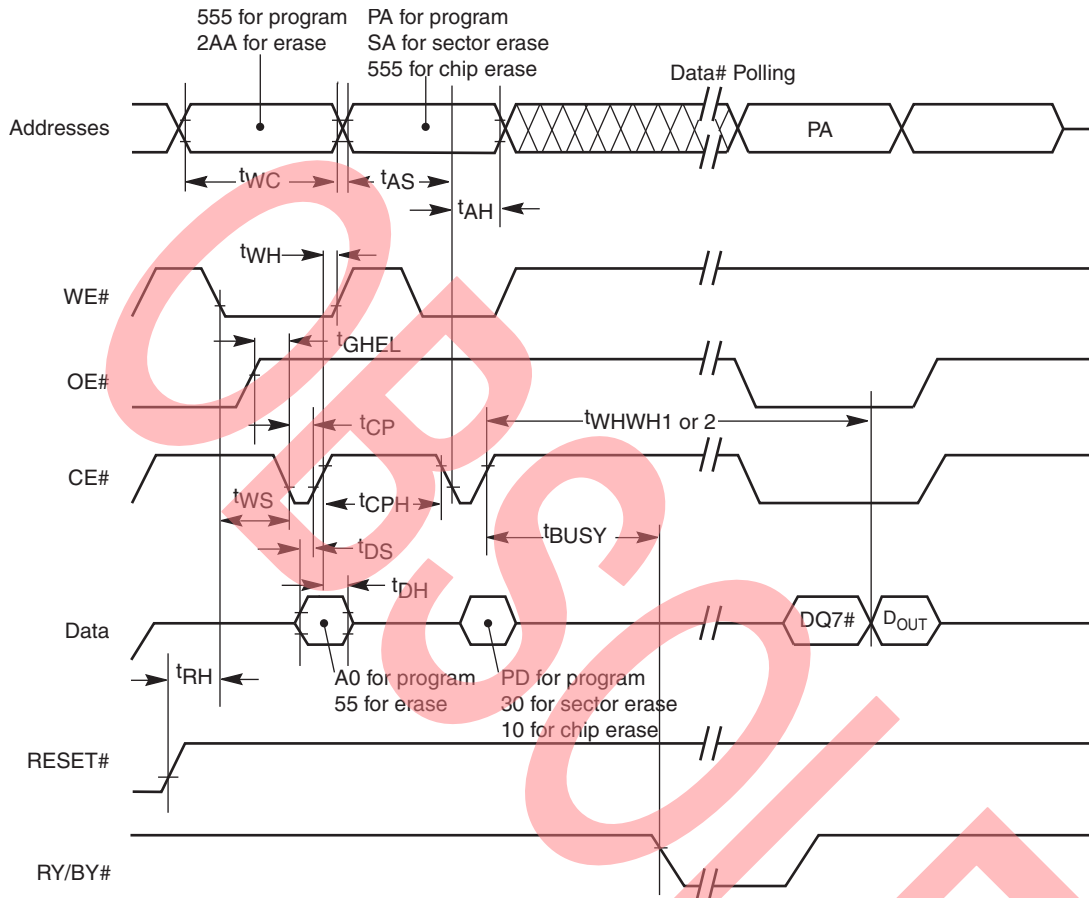 555 for program
2AA for erase
PA for program
SA for sector erase
555 for chip erase
Data# Polling
Addresses
PA
tWC
tAS
tAH
tWH
WE#
tGHEL
OE#
tWHWH1 or 2
tCP
CE#
tWS
tCPH
tBUSY
tDS
tDH
Data
DQ7#
DOUT
tRH
A0 for program
55 for erase
PD for program
30 for sector erase
10 for chip erase
RESET#
RY/BY#
OBSOLE